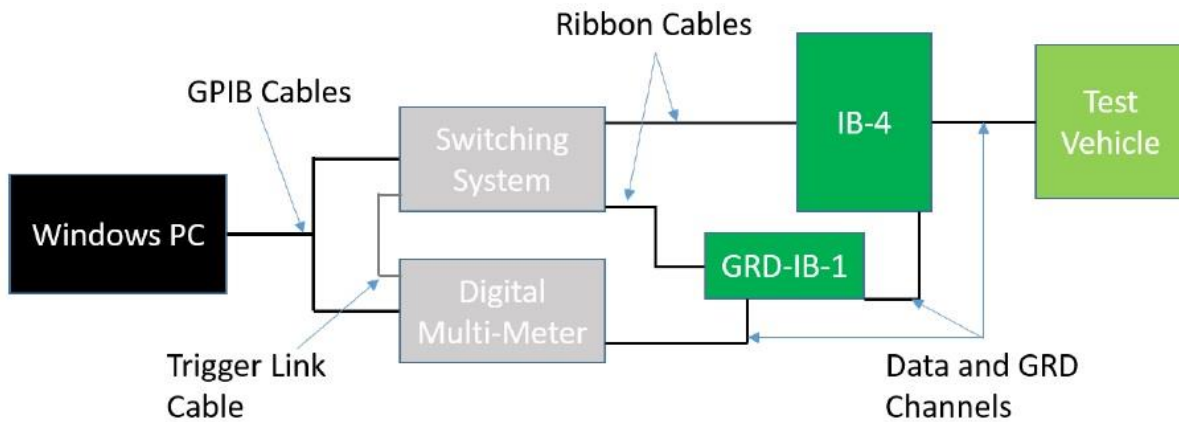 Ribbon Cables
GPIB Cables
IB-4
Test
Vehicle
Switching
System
Windows PC
GRD-IB-1
Digital
Multi-Meter
Trigger Link
Cable
Data and GRD
Channels